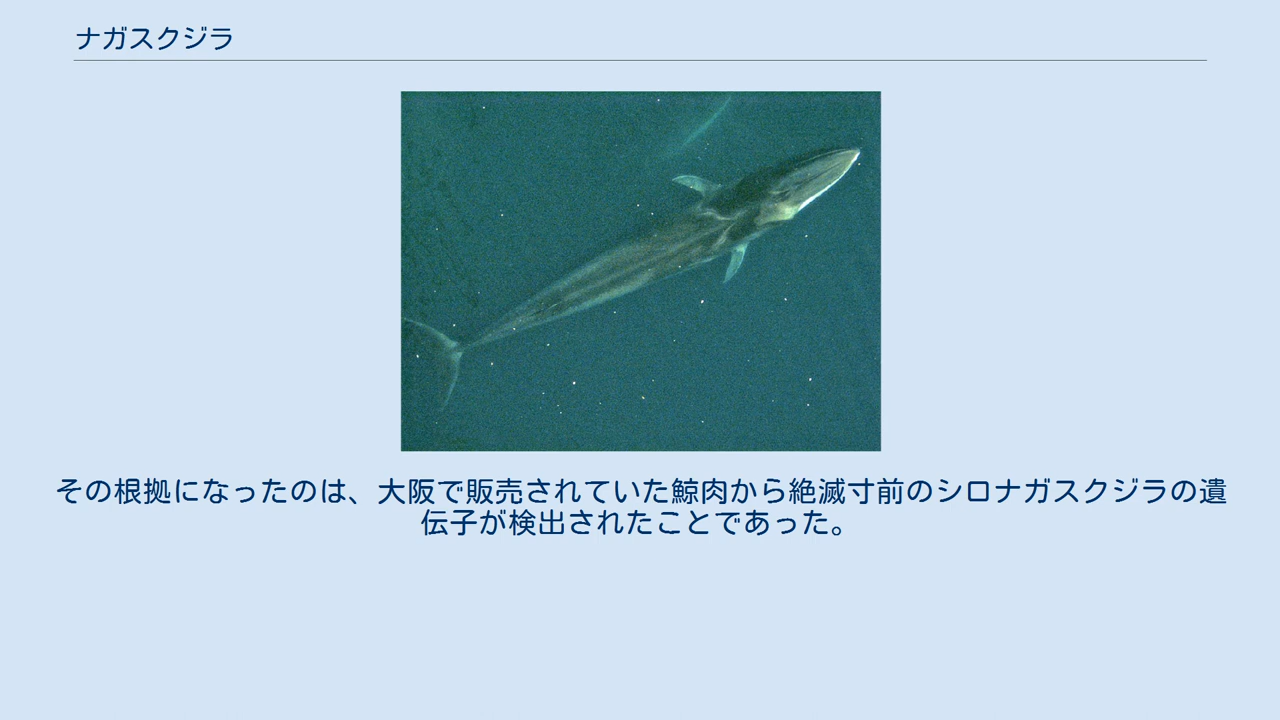 ナガスクジラ
その根拠になったのは、大阪で販売されていた鯨肉から絶滅寸前のシロナガスクジラの遺
伝子が検出されたことであった。